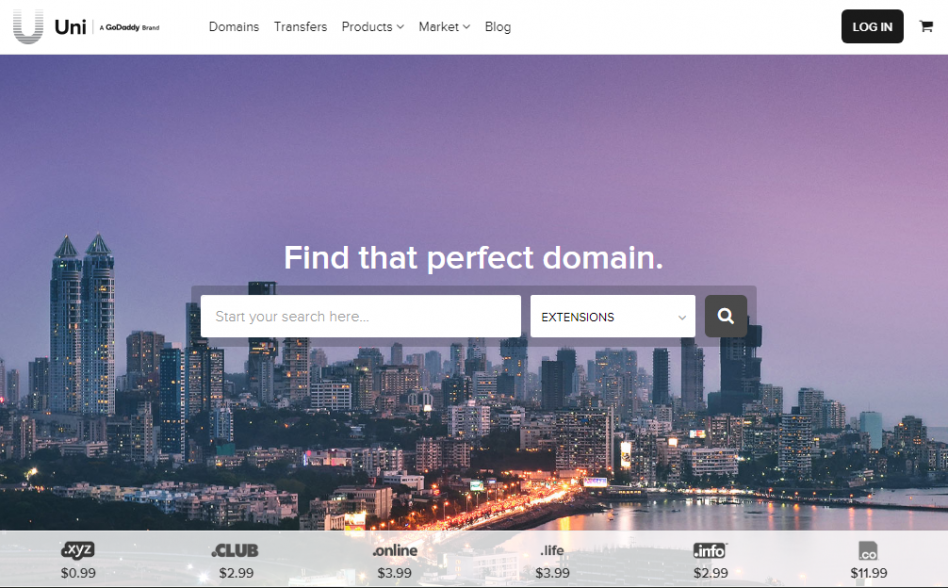 Uni A GoDaddy Brand Domains Transfers Products Market Blog LOG IN
Find that perfect domain.
Start your search here... EXTENSIONS
.xyz .CLUB .online .life .info .co
$0.99 $2.99 $3.99 $3.99 $2.99 $11.99